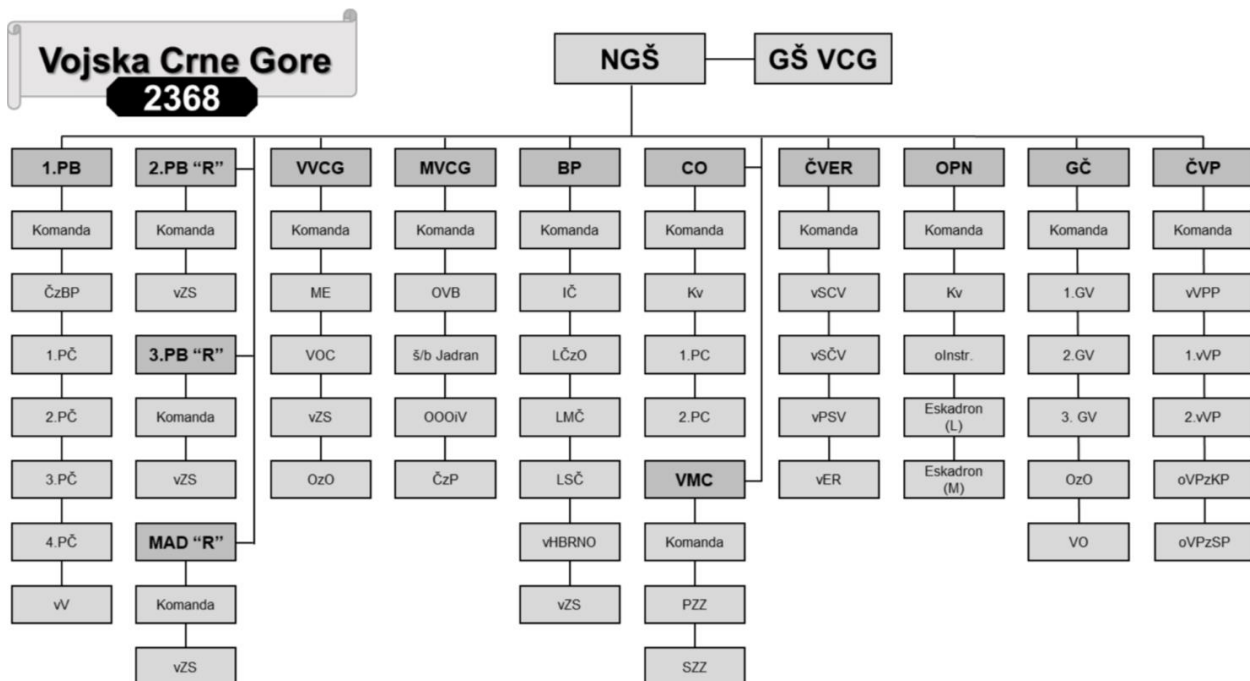 Vojska Crne Gore
2368
NGŠ
GŠ VCG
1.PB
Komanda
ČzBP
1.PČ
2.PČ
3.PČ
4.PČ
vV
2.PB “R”
Komanda
vZS
3.PB “R”
Komanda
vZS
MAD “R”
Komanda
vZS
VVCG
Komanda
ME
VOC
vZS
OzO
MVCG
Komanda
OVB
š/b Jadran
OOOiV
ČzP
BP
Komanda
IČ
LČzO
LMČ
LSČ
vHBRNO
vZS
CO
Komanda
Kv
1.PC
2.PC
VMC
Komanda
PZZ
SZZ
ČVER
Komanda
vSCV
vSČV
vPSV
vER
OPN
Komanda
Kv
oInstr.
Eskadron
(L)
Eskadron
(M)
GČ
Komanda
1.GV
2.GV
3. GV
OzO
VO
ČVP
Komanda
vVPP
1.vVP
2.vVP
oVPzKP
oVPzSP